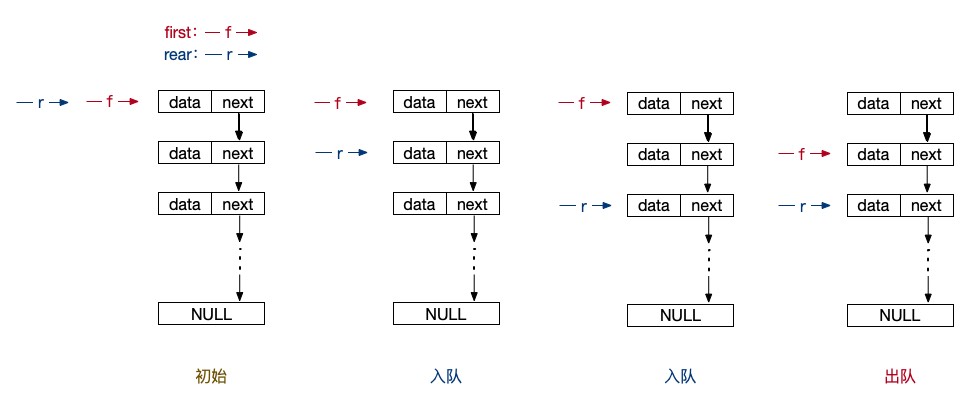 first: f
rear: r
r f data next f data next f data next data next
data next r data next data next f data next
data next data next r data next r data next
NULL NULL NULL NULL
初始 入队 入队 出队